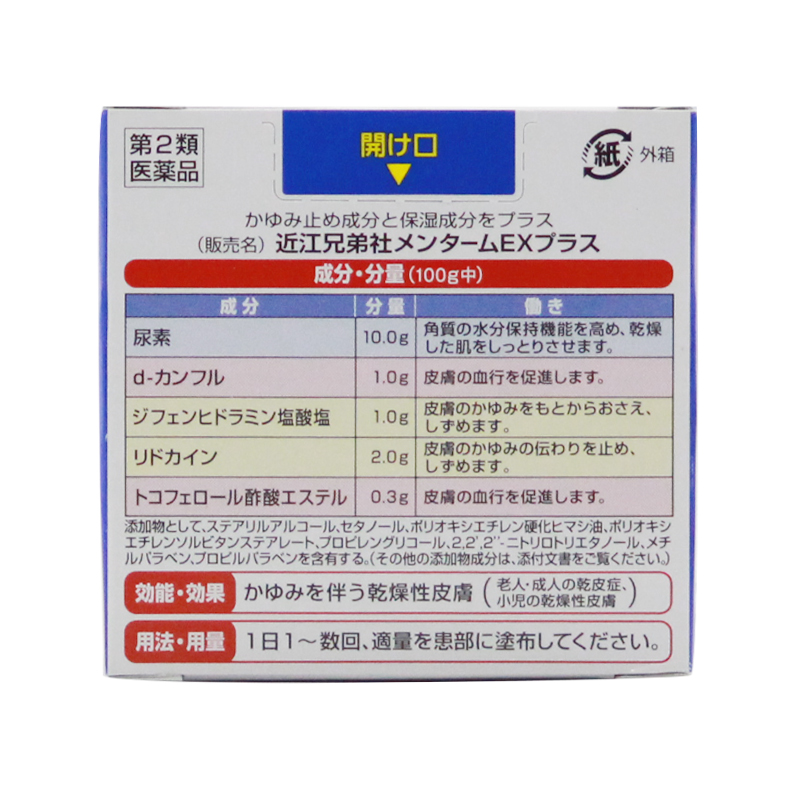 第2類
医薬品
開け口
紙 外箱
かゆみ止め成分と保湿成分をプラス
(販売名) 近江兄弟社メンタームEXプラス
成分・分量(100g中)
成分 分量 働き
尿素 10.0g 角質の水分保持機能を高め、乾燥
した肌をしっとりさせます。
d-カンフル 1.0g 皮膚の血行を促進します。
ジフェンヒドラミン塩酸塩 1.0g 皮膚のかゆみをもとからおさえ、
しずめます。
リドカイン 2.0g 皮膚のかゆみの伝わりを止め、
しずめます。
トコフェロール酢酸エステル 0.3g 皮膚の血行を促進します。
添加物として、ステアリルアルコール、セタノール、ポリオキシエチレン硬化ヒマシ油、ポリオキシ
エチレンソルビタンステアレート、プロピレングリコール、2,2',2''-ニトリロトリエタノール、メチ
ルパラベン、プロピルパラベンを含有する。(その他の添加物成分は、添付文書をご覧ください。)
効能・効果 かゆみを伴う乾燥性皮膚 (老人・成人の乾皮症、
小児の乾燥性皮膚)
用法・用量 1日1〜数回、適量を患部に塗布してください。